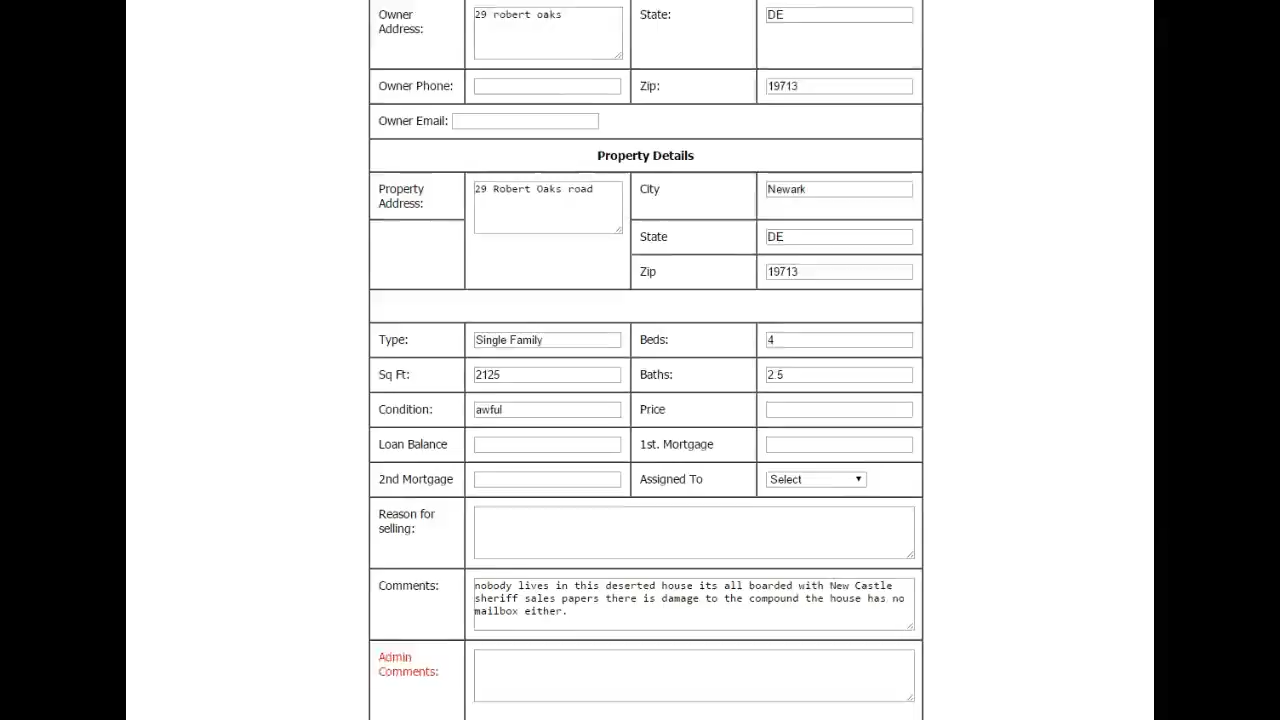 Owner Address: 29 robert oaks State: DE
Owner Phone: Zip: 19713
Owner Email:
Property Details
Property Address: 29 Robert Oaks road City Newark
State DE
Zip 19713
Type: Single Family Beds: 4
Sq Ft: 2125 Baths: 2.5
Condition: awful Price
Loan Balance 1st. Mortgage
2nd Mortgage Assigned To Select
Reason for
selling:
Comments: nobody lives in this deserted house its all boarded with New Castle
sheriff sales papers there is damage to the compound the house has no
mailbox either.
Admin
Comments: